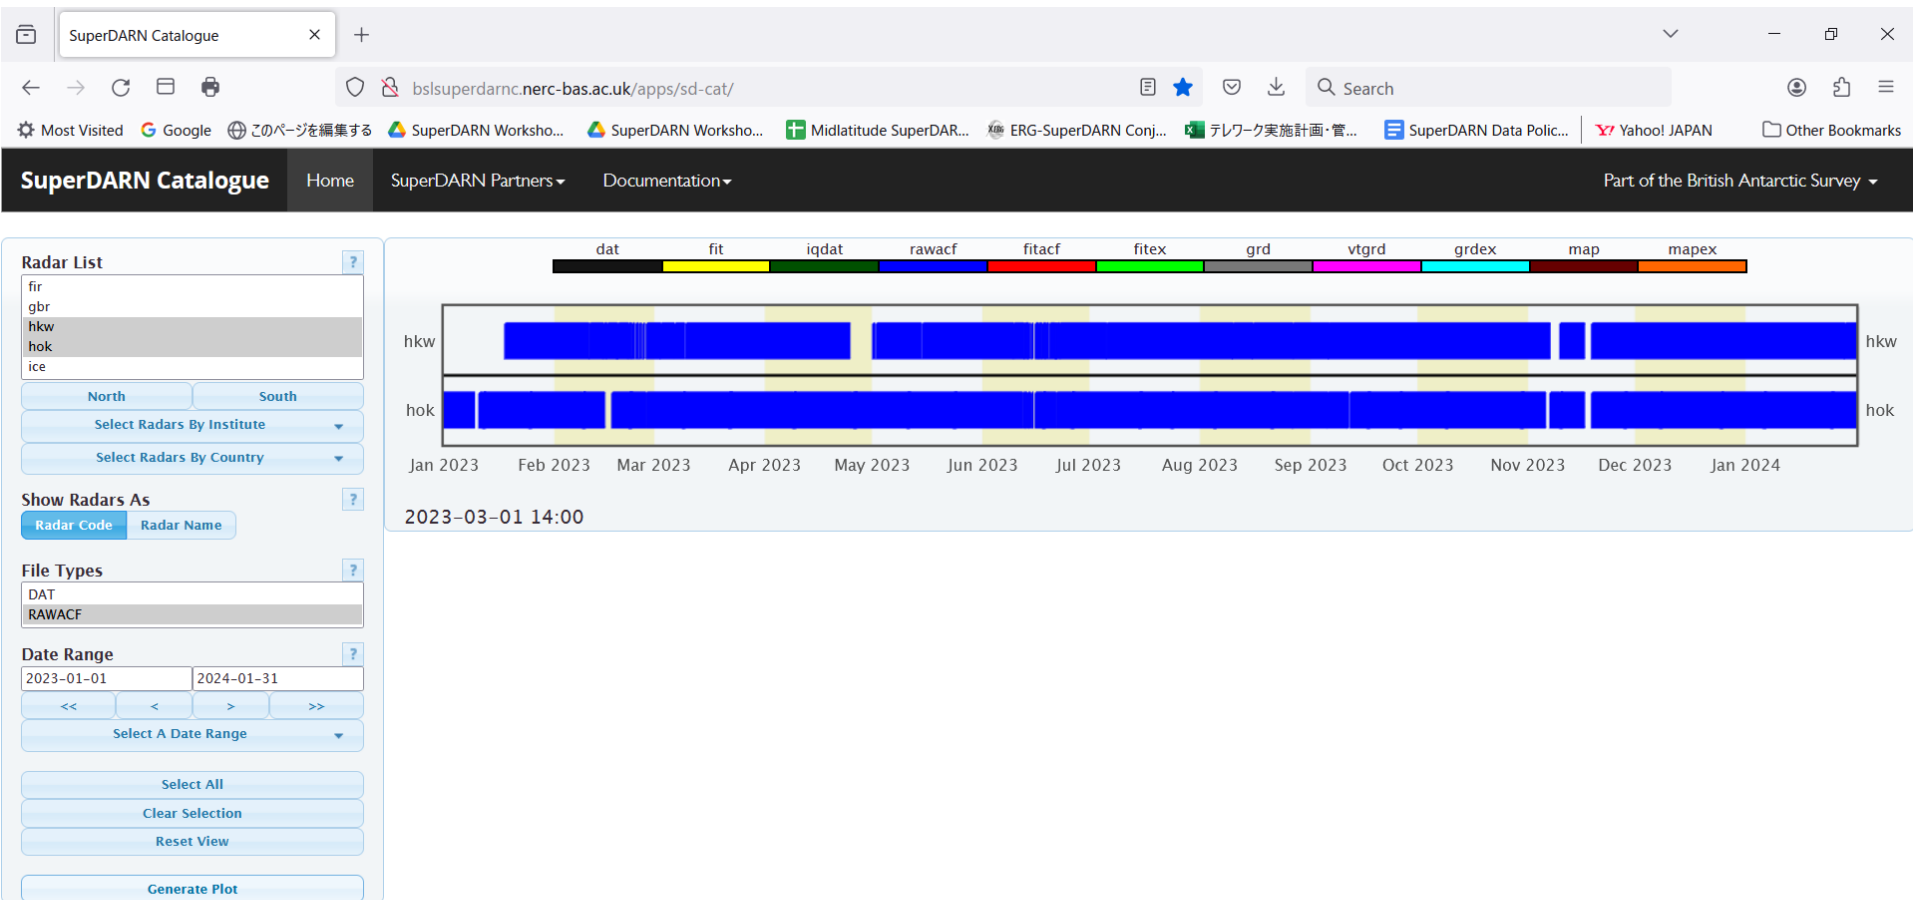 SuperDARN Catalogue
bslsuperdarnc.nerc-bas.ac.uk/apps/sd-cat/
Search
Most Visited Google このページを編集する SuperDARN Worksho... SuperDARN Worksho... Midlatitude SuperDAR... ERG-SuperDARN Conj... テレワーク実施計画・管... SuperDARN Data Polic... Yahoo! JAPAN Other Bookmarks
SuperDARN Catalogue Home SuperDARN Partners Documentation Part of the British Antarctic Survey
Radar List ?
fir
gbr
hkw
hok
ice
North South
Select Radars By Institute
Select Radars By Country
Show Radars As ?
Radar Code Radar Name
File Types ?
DAT
RAWACF
Date Range ?
2023-01-01 2024-01-31
<< < > >>
Select A Date Range
Select All
Clear Selection
Reset View
Generate Plot
dat fit iqdat rawacf fitacf fitex grd vtgrd grdex map mapex
hkw hkw
hok hok
Jan 2023 Feb 2023 Mar 2023 Apr 2023 May 2023 Jun 2023 Jul 2023 Aug 2023 Sep 2023 Oct 2023 Nov 2023 Dec 2023 Jan 2024
2023-03-01 14:00